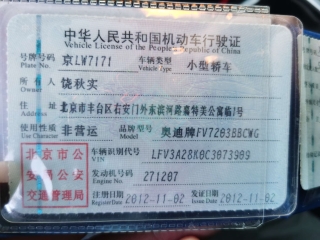 中华人民共和国机动车行驶证
Vehicle License of the People's Republic of China
号牌号码 京LW7171 车辆类型 小型轿车
Plate No. Vehicle Type
所有人 饶秋实
Owner
住址 北京市丰台区右安门外东滨河路嘉特美公寓临1号
Address
使用性质 非营运 品牌型号 奥迪牌FV7203BBCWG
Use Character Model
北京市公安局公安交通管理局
车辆识别代号 LFV3A28K0C3073909
VIN
发动机号码 271207
Engine No.
注册日期 2012-11-02 发证日期 2012-11-02
Register Date Issue Date